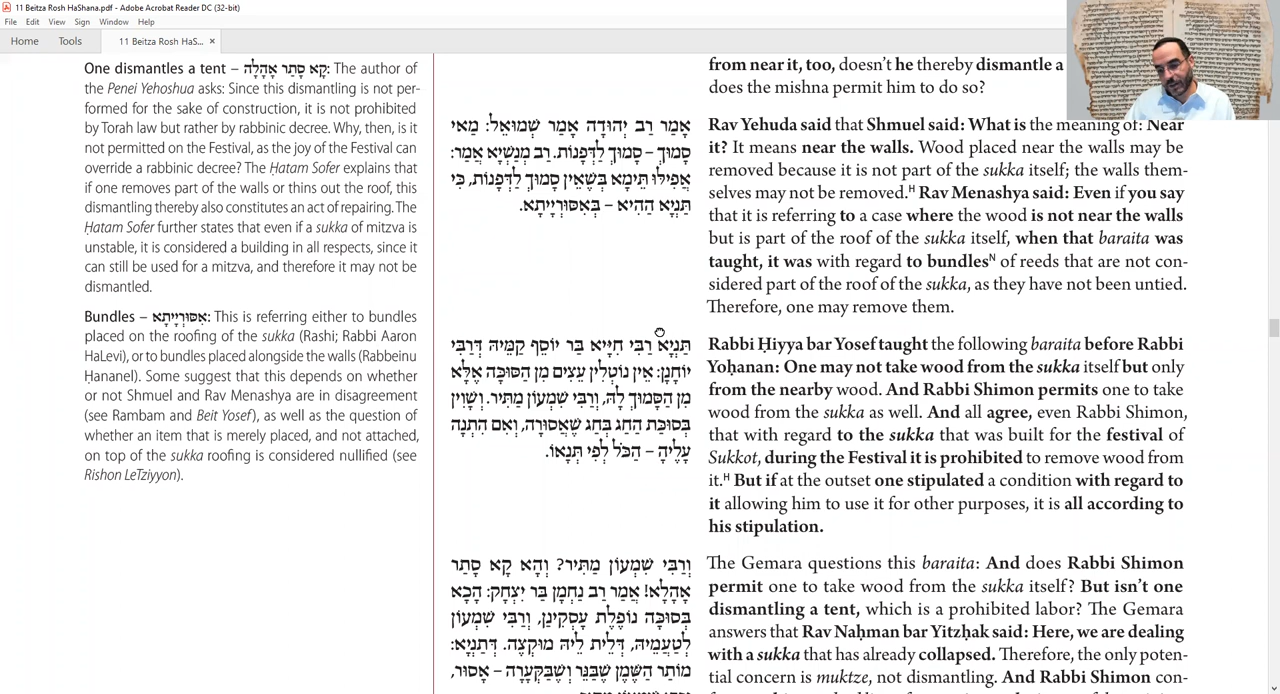 11 Beitza Rosh HaShana.pdf - Adobe Acrobat Reader DC (32-bit)
File Edit View Sign Window Help
Home Tools 11 Beitza Rosh HaS... ×
One dismantles a tent – קָא סָתַר אָהֳלָה: The author of
the Penei Yehoshua asks: Since this dismantling is not per-
formed for the sake of construction, it is not prohibited
by Torah law but rather by rabbinic decree. Why, then, is it
not permitted on the Festival, as the joy of the Festival can
override a rabbinic decree? The Ḥatam Sofer explains that
if one removes part of the walls or thins out the roof, this
dismantling thereby also constitutes an act of repairing. The
Ḥatam Sofer further states that even if a sukka of mitzva is
unstable, it is considered a building in all respects, since it
can still be used for a mitzva, and therefore it may not be
dismantled.
Bundles – אִסּוּרְיָיתָא: This is referring either to bundles
placed on the roofing of the sukka (Rashi; Rabbi Aaron
HaLevi), or to bundles placed alongside the walls (Rabbeinu
Ḥananel). Some suggest that this depends on whether
or not Shmuel and Rav Menashya are in disagreement
(see Rambam and Beit Yosef), as well as the question of
whether an item that is merely placed, and not attached,
on top of the sukka roofing is considered nullified (see
Rishon LeTziyyon).
אָמַר רַב יְהוּדָה אָמַר שְׁמוּאֵל: מַאי
סָמוּךְ – סָמוּךְ לַדְּפָנוֹת. רַב מְנַשְּׁיָא אָמַר:
אֲפִילּוּ תֵּימָא בְּשֶׁאֵין סָמוּךְ לַדְּפָנוֹת, כִּי
תַּנְיָא הַהִיא – בְּאִסּוּרְיָיתָא.
תַּנְיָא רַבִּי חִיָּיא בַּר יוֹסֵף קַמֵּיהּ דְּרַבִּי
יוֹחָנָן: אֵין נוֹטְלִין עֵצִים מִן הַסּוּכָּה אֶלָּא
מִן הַסָּמוּךְ לָהּ, וְרַבִּי שִׁמְעוֹן מַתִּיר. וְשָׁוִין
בְּסוּכַּת הַחַג בְּחַג שֶׁאֲסוּרָה, וְאִם הִתְנָה
עָלֶיהָ – הַכֹּל לְפִי תְּנָאוֹ.
וְרַבִּי שִׁמְעוֹן מַתִּיר? וְהָא קָא סָתַר
אָהֳלָא! אֲמַר רַב נַחְמָן בַּר יִצְחָק: הָכָא
בְּסוּכָּה נוֹפֶלֶת עָסְקִינַן, וְרַבִּי שִׁמְעוֹן
לְטַעְמֵיהּ, דְּלֵית לֵיהּ מוּקְצֶה. דְּתַנְיָא:
מוֹתַר הַשֶּׁמֶן שֶׁבַּנֵּר וְשֶׁבַּקְּעָרָה – אָסוּר,
from near it, too, doesn't he thereby dismantle a
does the mishna permit him to do so?
Rav Yehuda said that Shmuel said: What is the meaning of: Near
it? It means near the walls. Wood placed near the walls may be
removed because it is not part of the sukka itself; the walls them-
selves may not be removed.ᴴ Rav Menashya said: Even if you say
that it is referring to a case where the wood is not near the walls
but is part of the roof of the sukka itself, when that baraita was
taught, it was with regard to bundlesᴺ of reeds that are not con-
sidered part of the roof of the sukka, as they have not been untied.
Therefore, one may remove them.
Rabbi Ḥiyya bar Yosef taught the following baraita before Rabbi
Yoḥanan: One may not take wood from the sukka itself but only
from the nearby wood. And Rabbi Shimon permits one to take
wood from the sukka as well. And all agree, even Rabbi Shimon,
that with regard to the sukka that was built for the festival of
Sukkot, during the Festival it is prohibited to remove wood from
it.ᴴ But if at the outset one stipulated a condition with regard to
it allowing him to use it for other purposes, it is all according to
his stipulation.
The Gemara questions this baraita: And does Rabbi Shimon
permit one to take wood from the sukka itself? But isn't one
dismantling a tent, which is a prohibited labor? The Gemara
answers that Rav Naḥman bar Yitzḥak said: Here, we are dealing
with a sukka that has already collapsed. Therefore, the only poten-
tial concern is muktze, not dismantling. And Rabbi Shimon con-